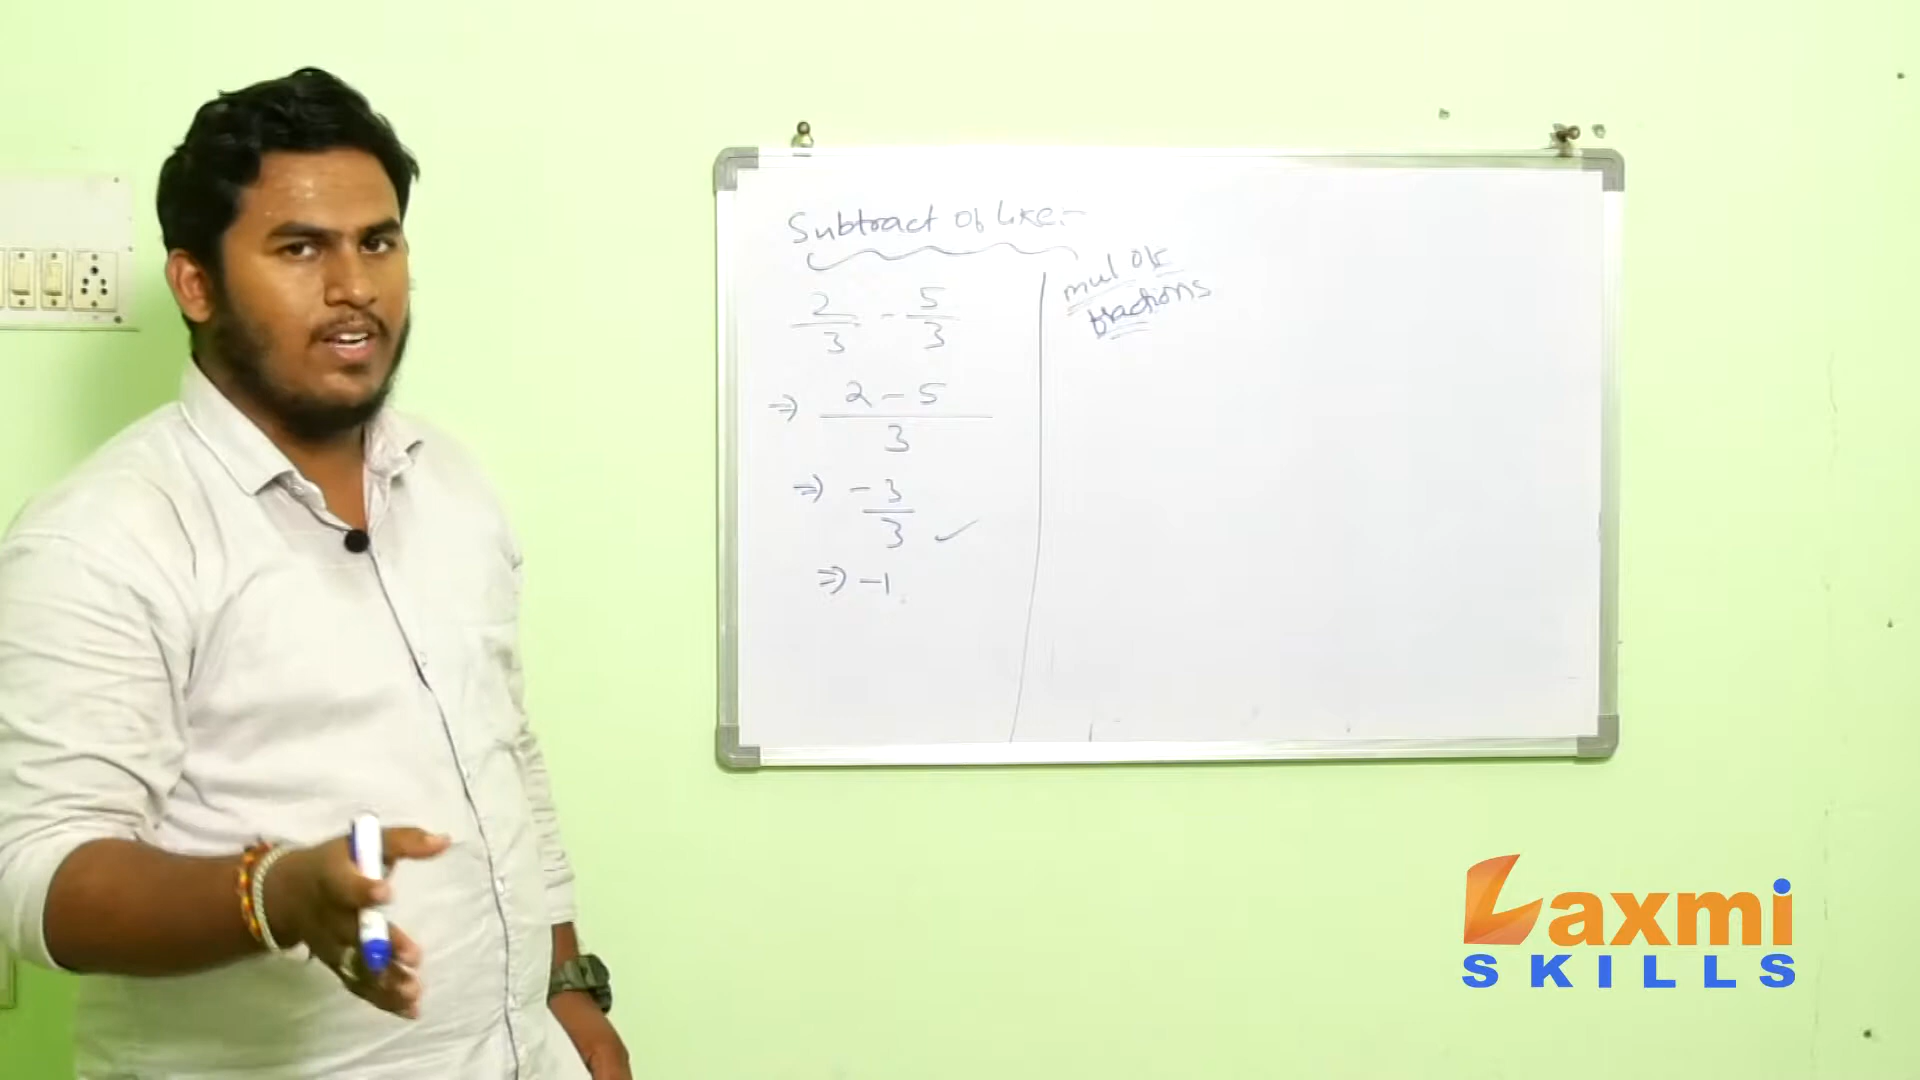 Subtract of like:-
2/3 - 5/3
⇒ 2 - 5 / 3
⇒ -3/3 ✓
⇒ -1
mul of
fractions
Laxmi
SKILLS